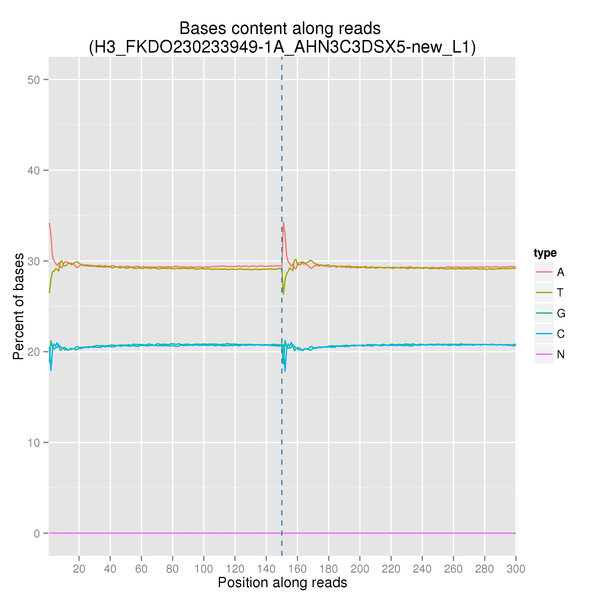 Bases content along reads
(H3_FKDO230233949-1A_AHN3C3DSX5-new_L1)
50
40
30
20
10
0
Percent of bases
20 40 60 80 100 120 140 160 180 200 220 240 260 280 300
Position along reads
type
A
T
G
C
N